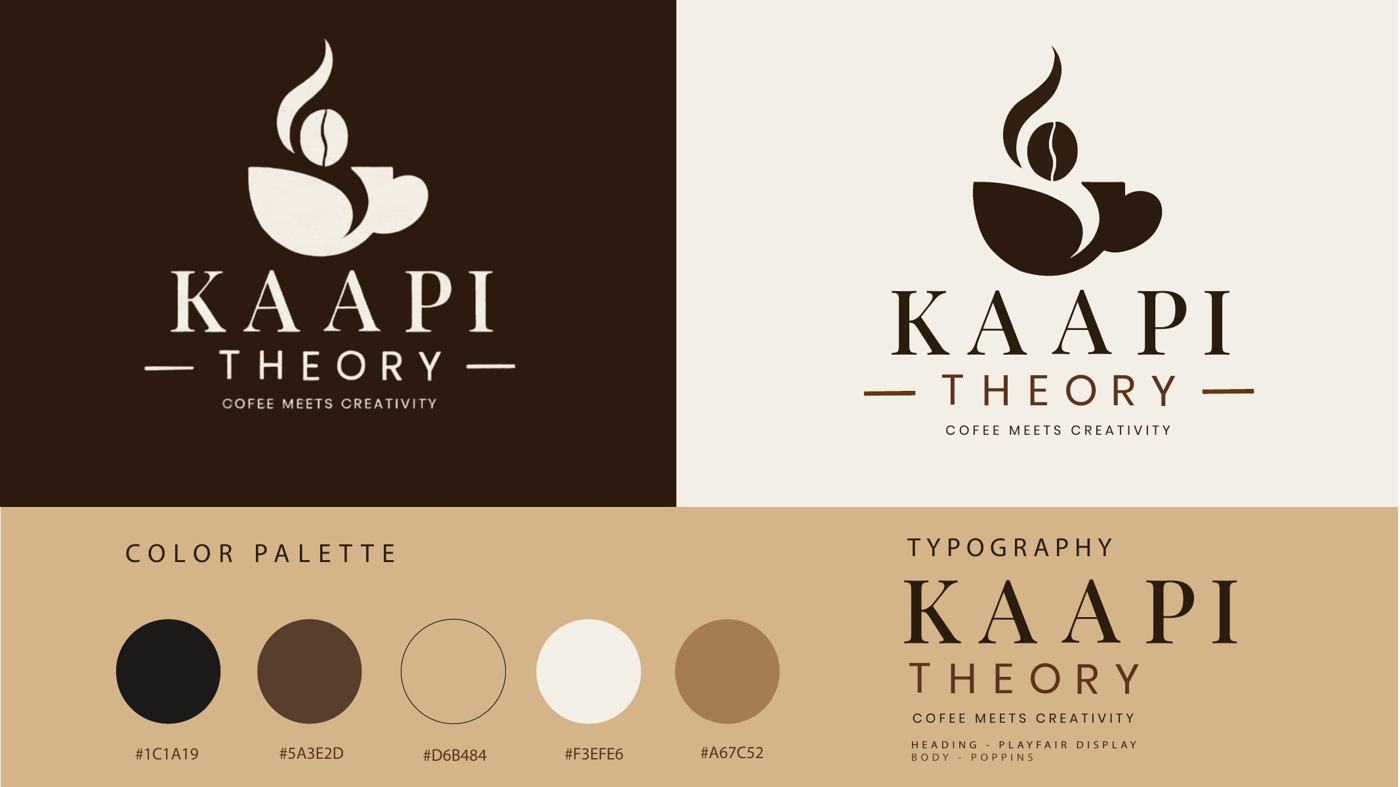 KAAPI
THEORY
COFEE MEETS CREATIVITY
KAAPI
THEORY
COFEE MEETS CREATIVITY
COLOR PALETTE
#1C1A19
#5A3E2D
#D6B484
#F3EFE6
#A67C52
TYPOGRAPHY
KAAPI
THEORY
COFEE MEETS CREATIVITY
HEADING - PLAYFAIR DISPLAY
BODY - POPPINS